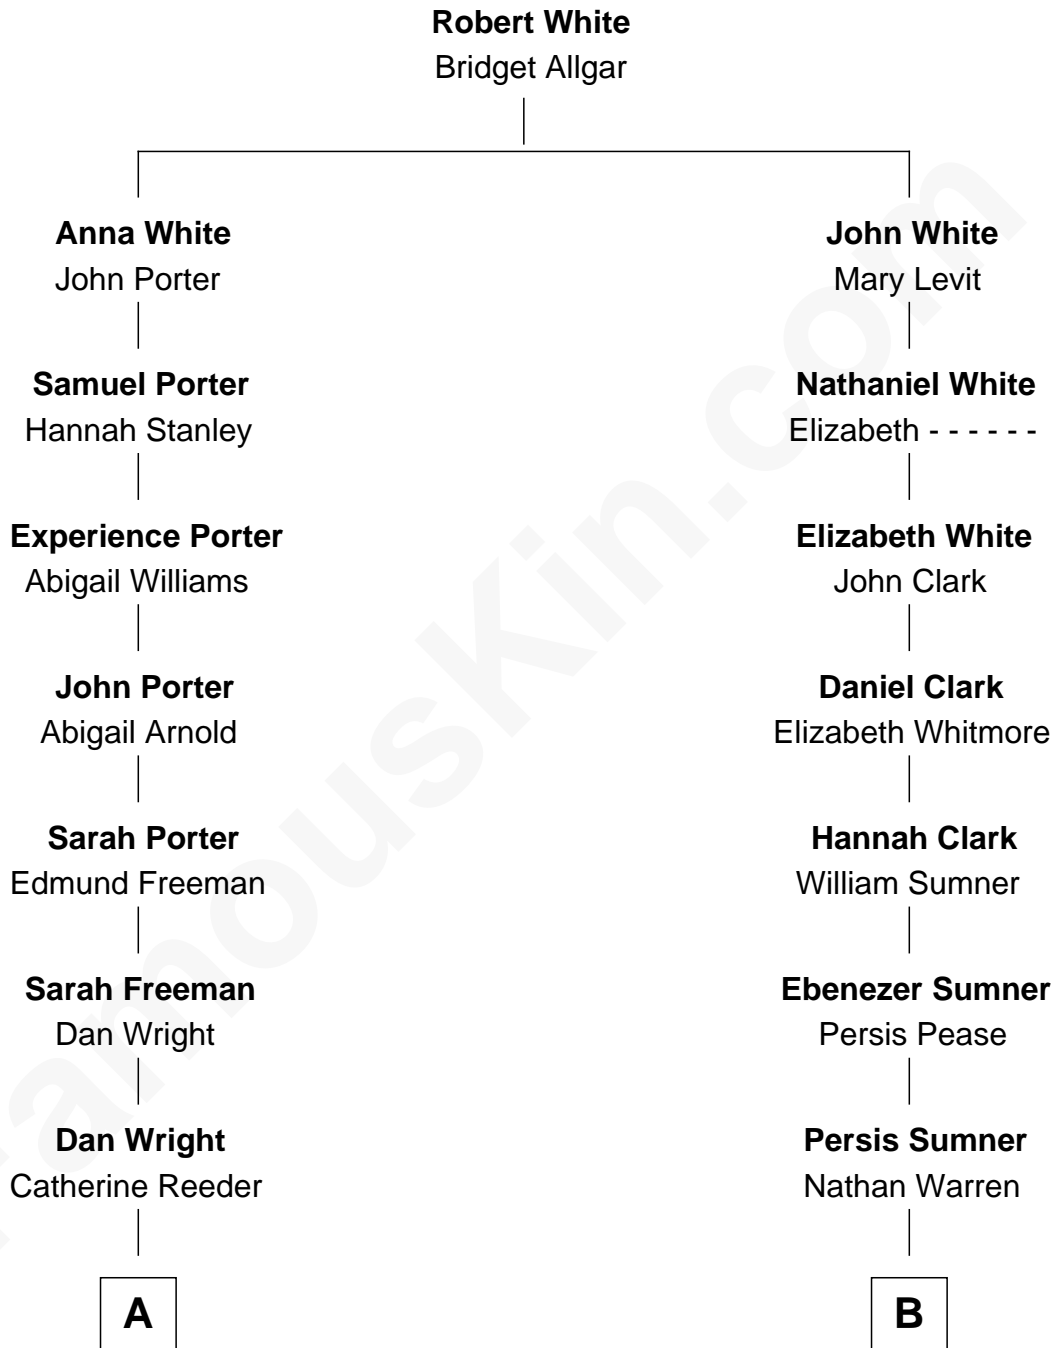 Robert White
Bridget Allgar
Anna White
John Porter
Samuel Porter
Hannah Stanley
Experience Porter
Abigail Williams
John Porter
Abigail Arnold
Sarah Porter
Edmund Freeman
Sarah Freeman
Dan Wright
Dan Wright
Catherine Reeder
A
John White
Mary Levit
Nathaniel White
Elizabeth - - - - - -
Elizabeth White
John Clark
Daniel Clark
Elizabeth Whitmore
Hannah Clark
William Sumner
Ebenezer Sumner
Persis Pease
Persis Sumner
Nathan Warren
B
FamousKin.com